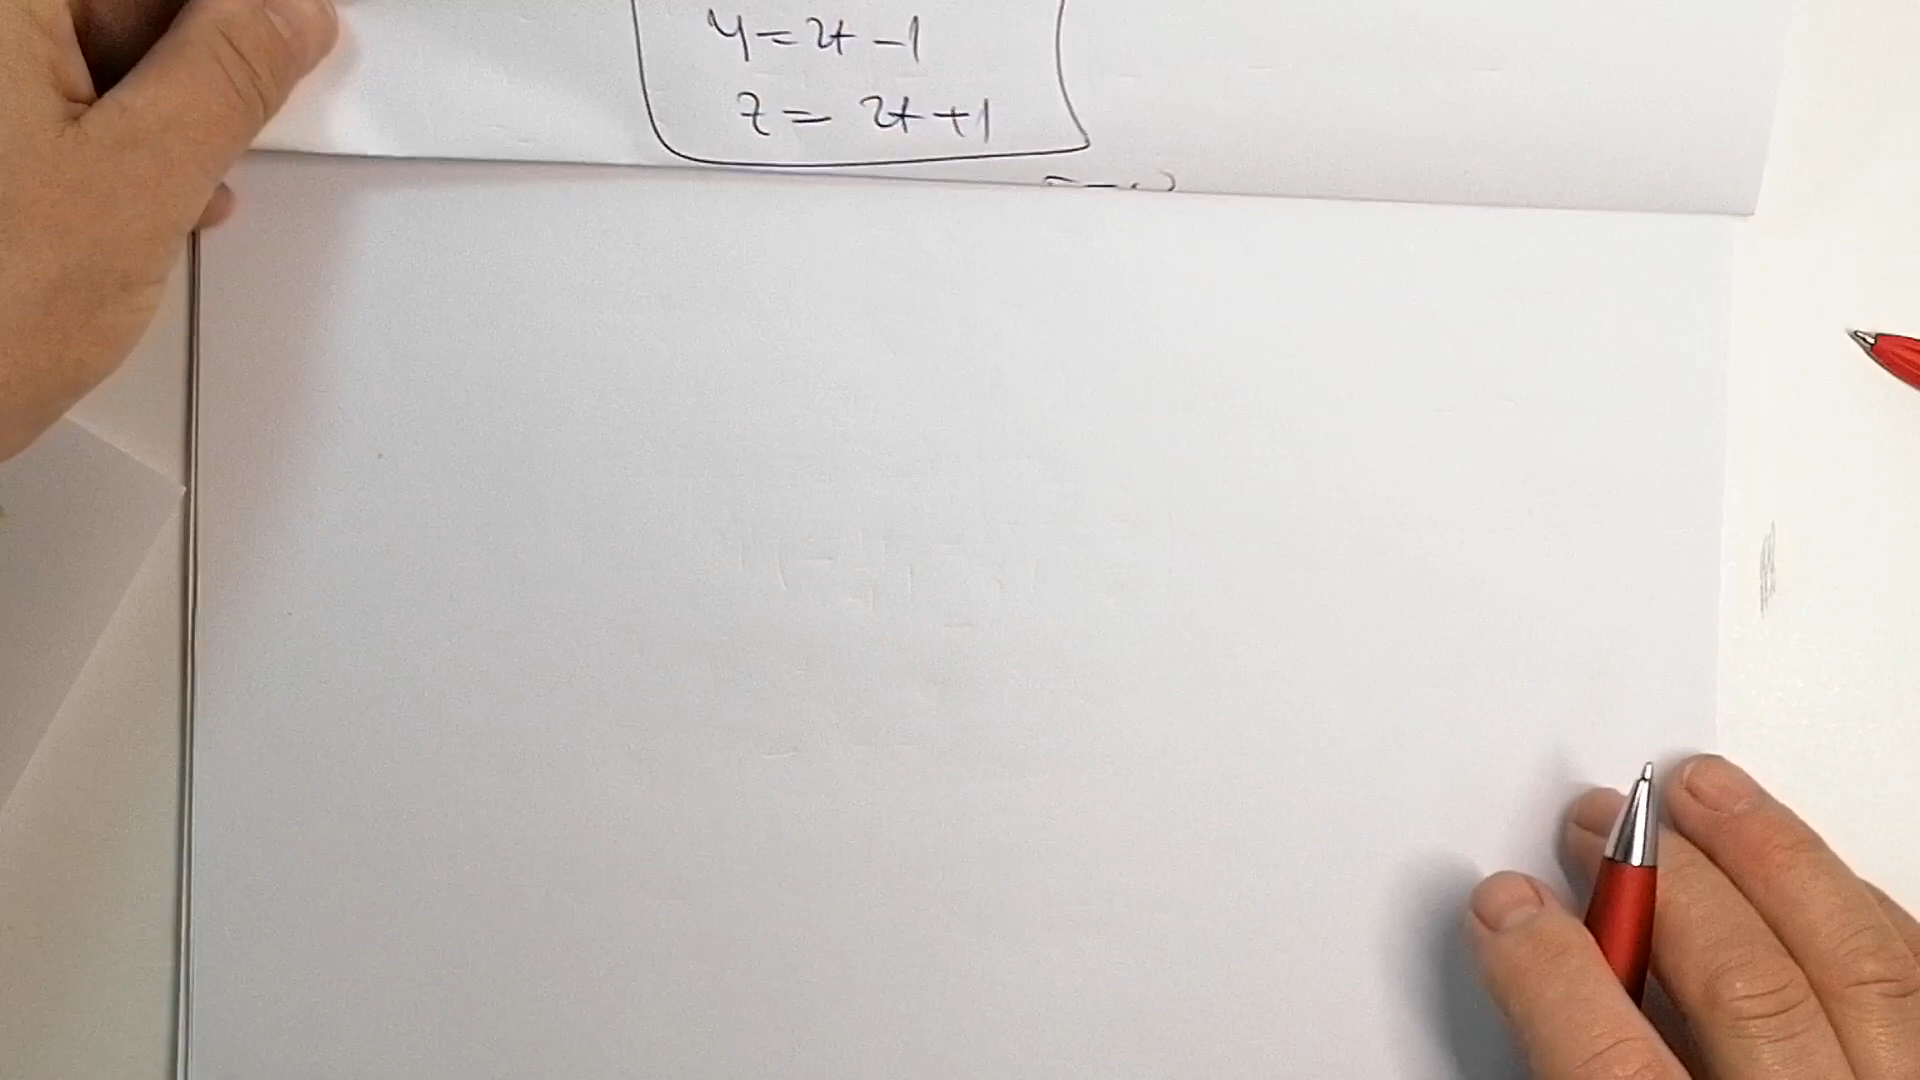 y = 2t - 1
z = 2t + 1